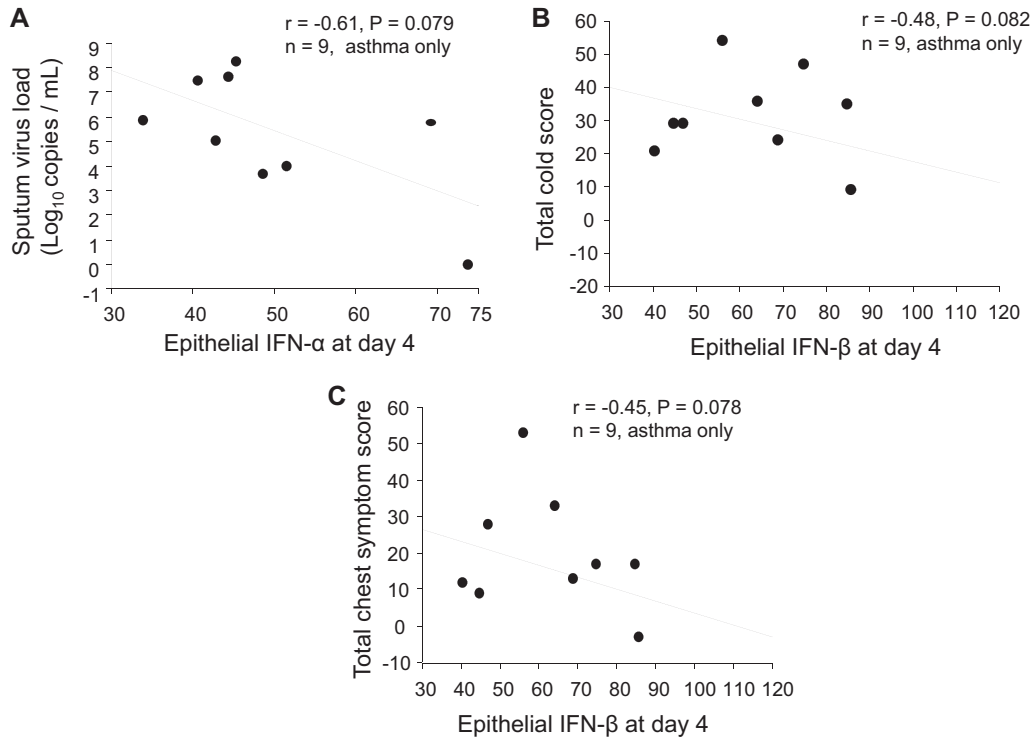 A
r = -0.61, P = 0.079
n = 9, asthma only
Sputum virus load
(Log₁₀ copies / mL)
9
8
7
6
5
4
3
2
1
0
-1
30 40 50 60 70 75
Epithelial IFN-α at day 4
B
r = -0.48, P = 0.082
n = 9, asthma only
Total cold score
60
50
40
30
20
10
0
-10
-20
30 40 50 60 70 80 90 100 110 120
Epithelial IFN-β at day 4
C
r = -0.45, P = 0.078
n = 9, asthma only
Total chest symptom score
60
50
40
30
20
10
0
-10
30 40 50 60 70 80 90 100 110 120
Epithelial IFN-β at day 4